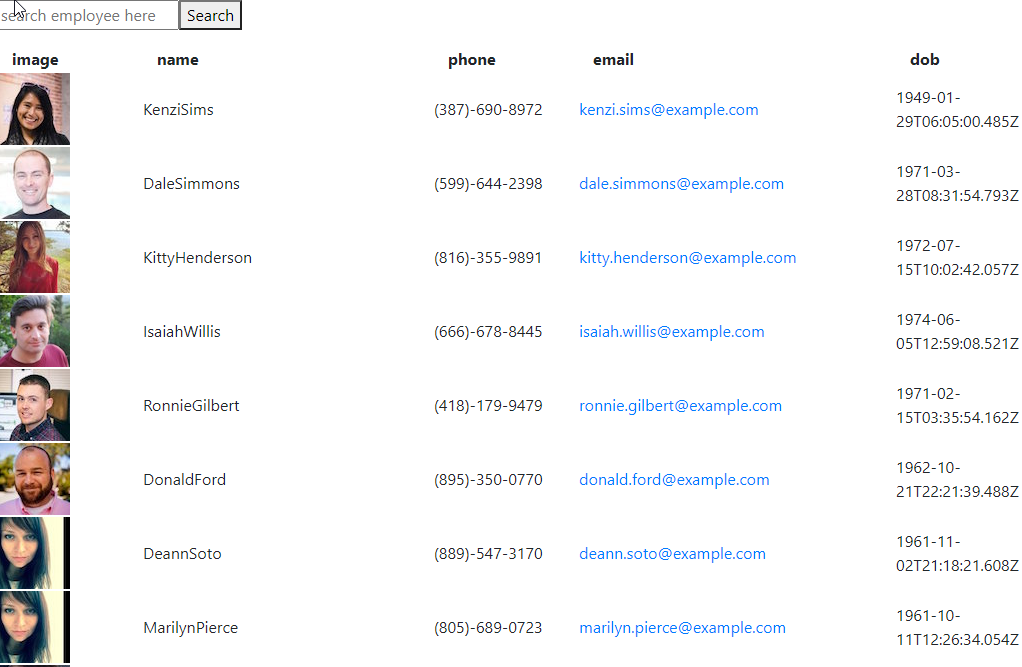 search employee here Search
image name phone email dob
KenziSims (387)-690-8972 kenzi.sims@example.com 1949-01-
29T06:05:00.485Z
DaleSimmons (599)-644-2398 dale.simmons@example.com 1971-03-
28T08:31:54.793Z
KittyHenderson (816)-355-9891 kitty.henderson@example.com 1972-07-
15T10:02:42.057Z
IsaiahWillis (666)-678-8445 isaiah.willis@example.com 1974-06-
05T12:59:08.521Z
RonnieGilbert (418)-179-9479 ronnie.gilbert@example.com 1971-02-
15T03:35:54.162Z
DonaldFord (895)-350-0770 donald.ford@example.com 1962-10-
21T22:21:39.488Z
DeannSoto (889)-547-3170 deann.soto@example.com 1961-11-
02T21:18:21.608Z
MarilynPierce (805)-689-0723 marilyn.pierce@example.com 1961-10-
11T12:26:34.054Z